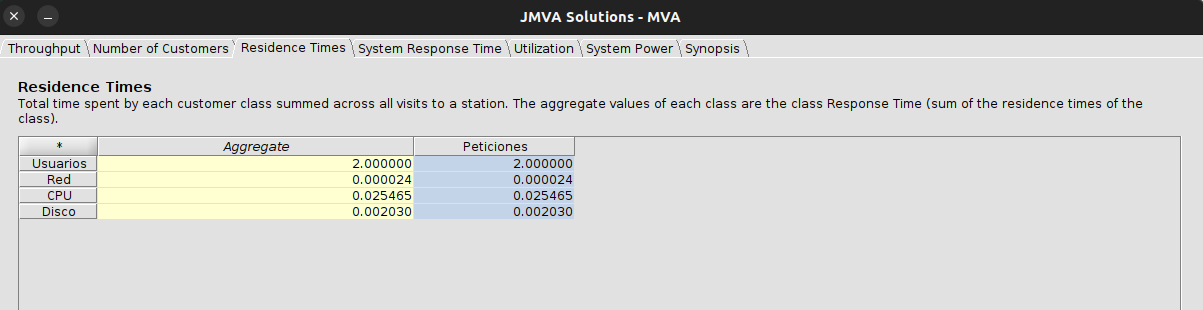 JMVA Solutions - MVA
Throughput Number of Customers Residence Times System Response Time Utilization System Power Synopsis
Residence Times
Total time spent by each customer class summed across all visits to a station. The aggregate values of each class are the class Response Time (sum of the residence times of the
class).
* Aggregate Peticiones
Usuarios 2.000000 2.000000
Red 0.000024 0.000024
CPU 0.025465 0.025465
Disco 0.002030 0.002030